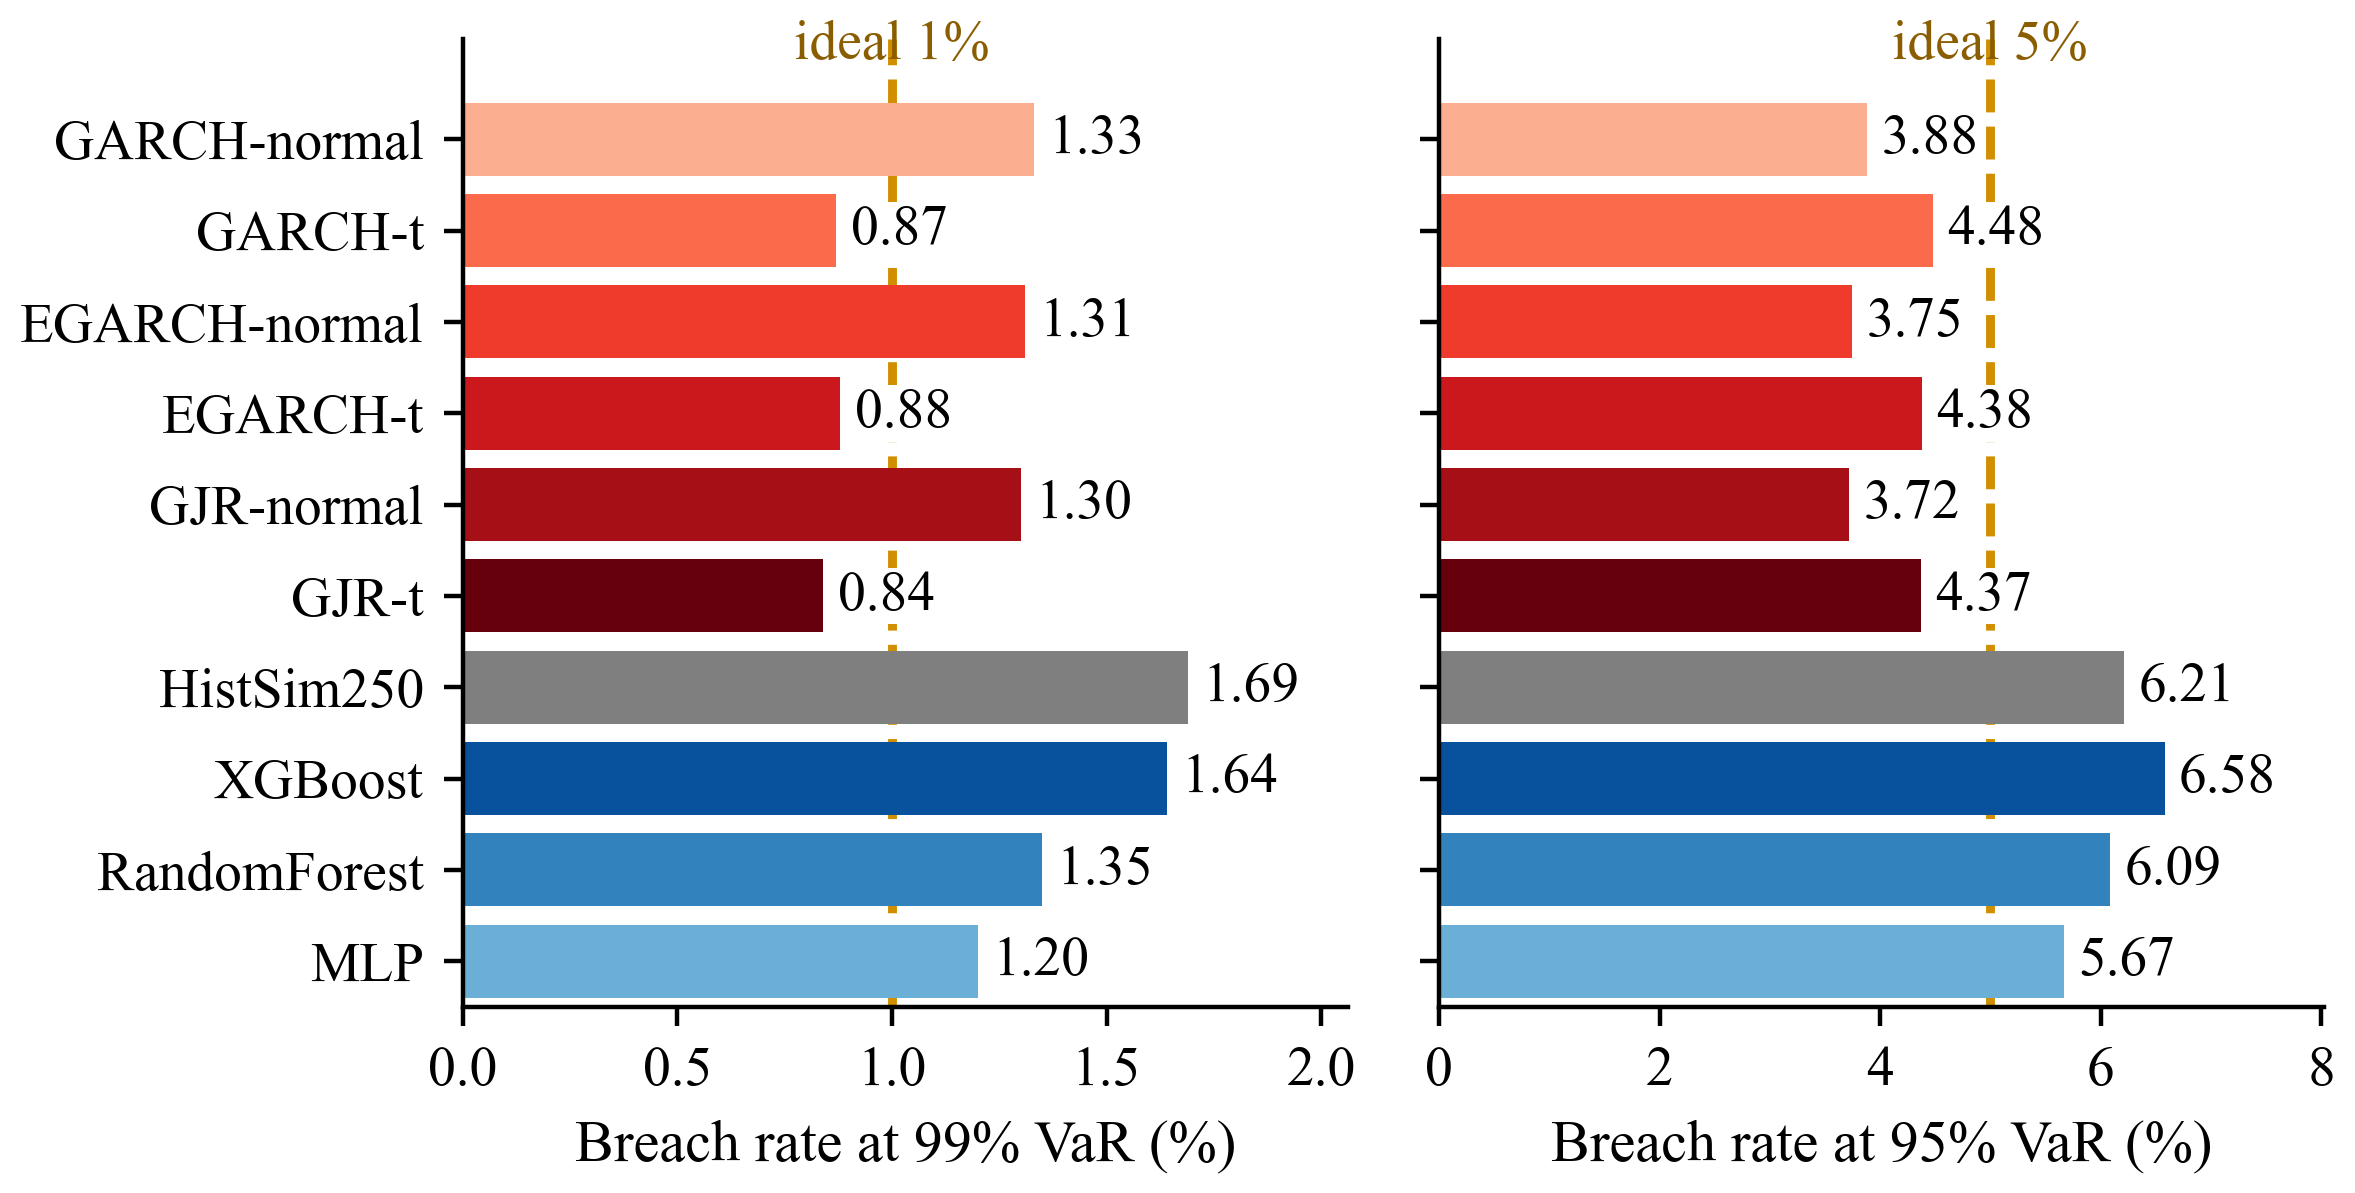 ideal 1%
ideal 5%
GARCH-normal 1.33 3.88
GARCH-t 0.87 4.48
EGARCH-normal 1.31 3.75
EGARCH-t 0.88 4.38
GJR-normal 1.30 3.72
GJR-t 0.84 4.37
HistSim250 1.69 6.21
XGBoost 1.64 6.58
RandomForest 1.35 6.09
MLP 1.20 5.67
0.0 0.5 1.0 1.5 2.0
0 2 4 6 8
Breach rate at 99% VaR (%)
Breach rate at 95% VaR (%)